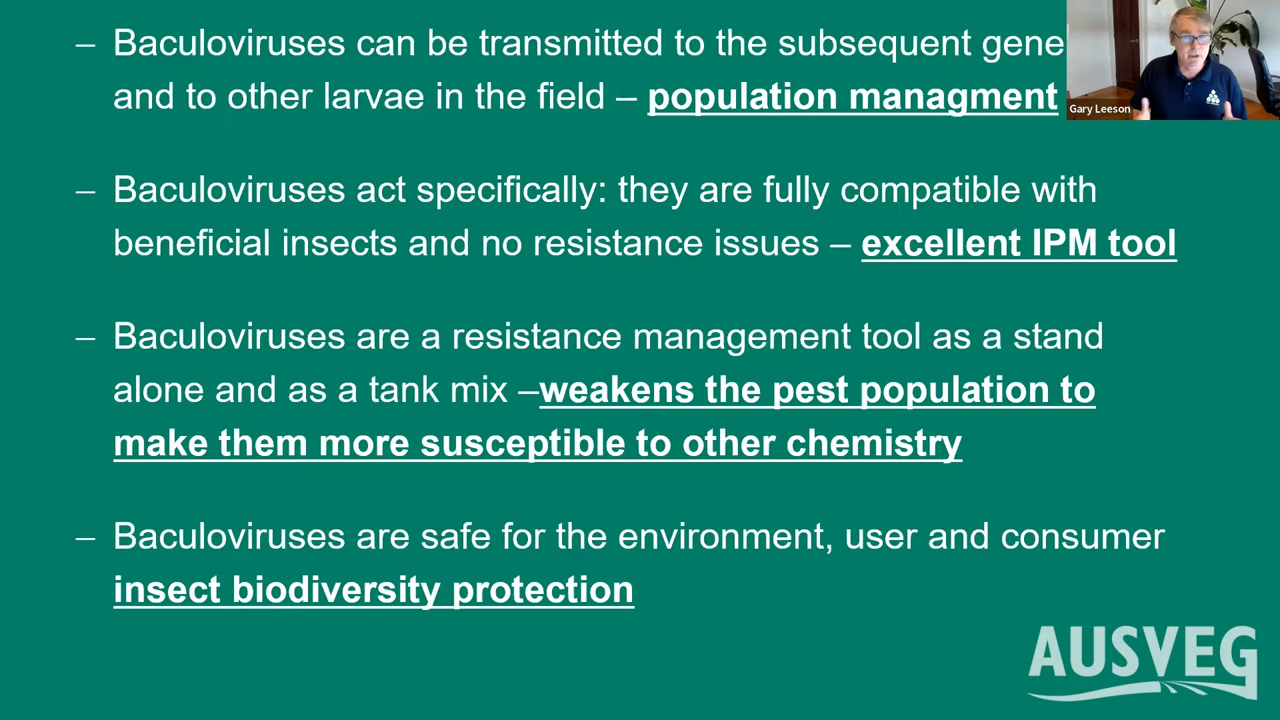 – Baculoviruses can be transmitted to the subsequent gene
and to other larvae in the field – population managment
Gary Leeson
– Baculoviruses act specifically: they are fully compatible with
beneficial insects and no resistance issues – excellent IPM tool
– Baculoviruses are a resistance management tool as a stand
alone and as a tank mix –weakens the pest population to
make them more susceptible to other chemistry
– Baculoviruses are safe for the environment, user and consumer
insect biodiversity protection
AUSVEG